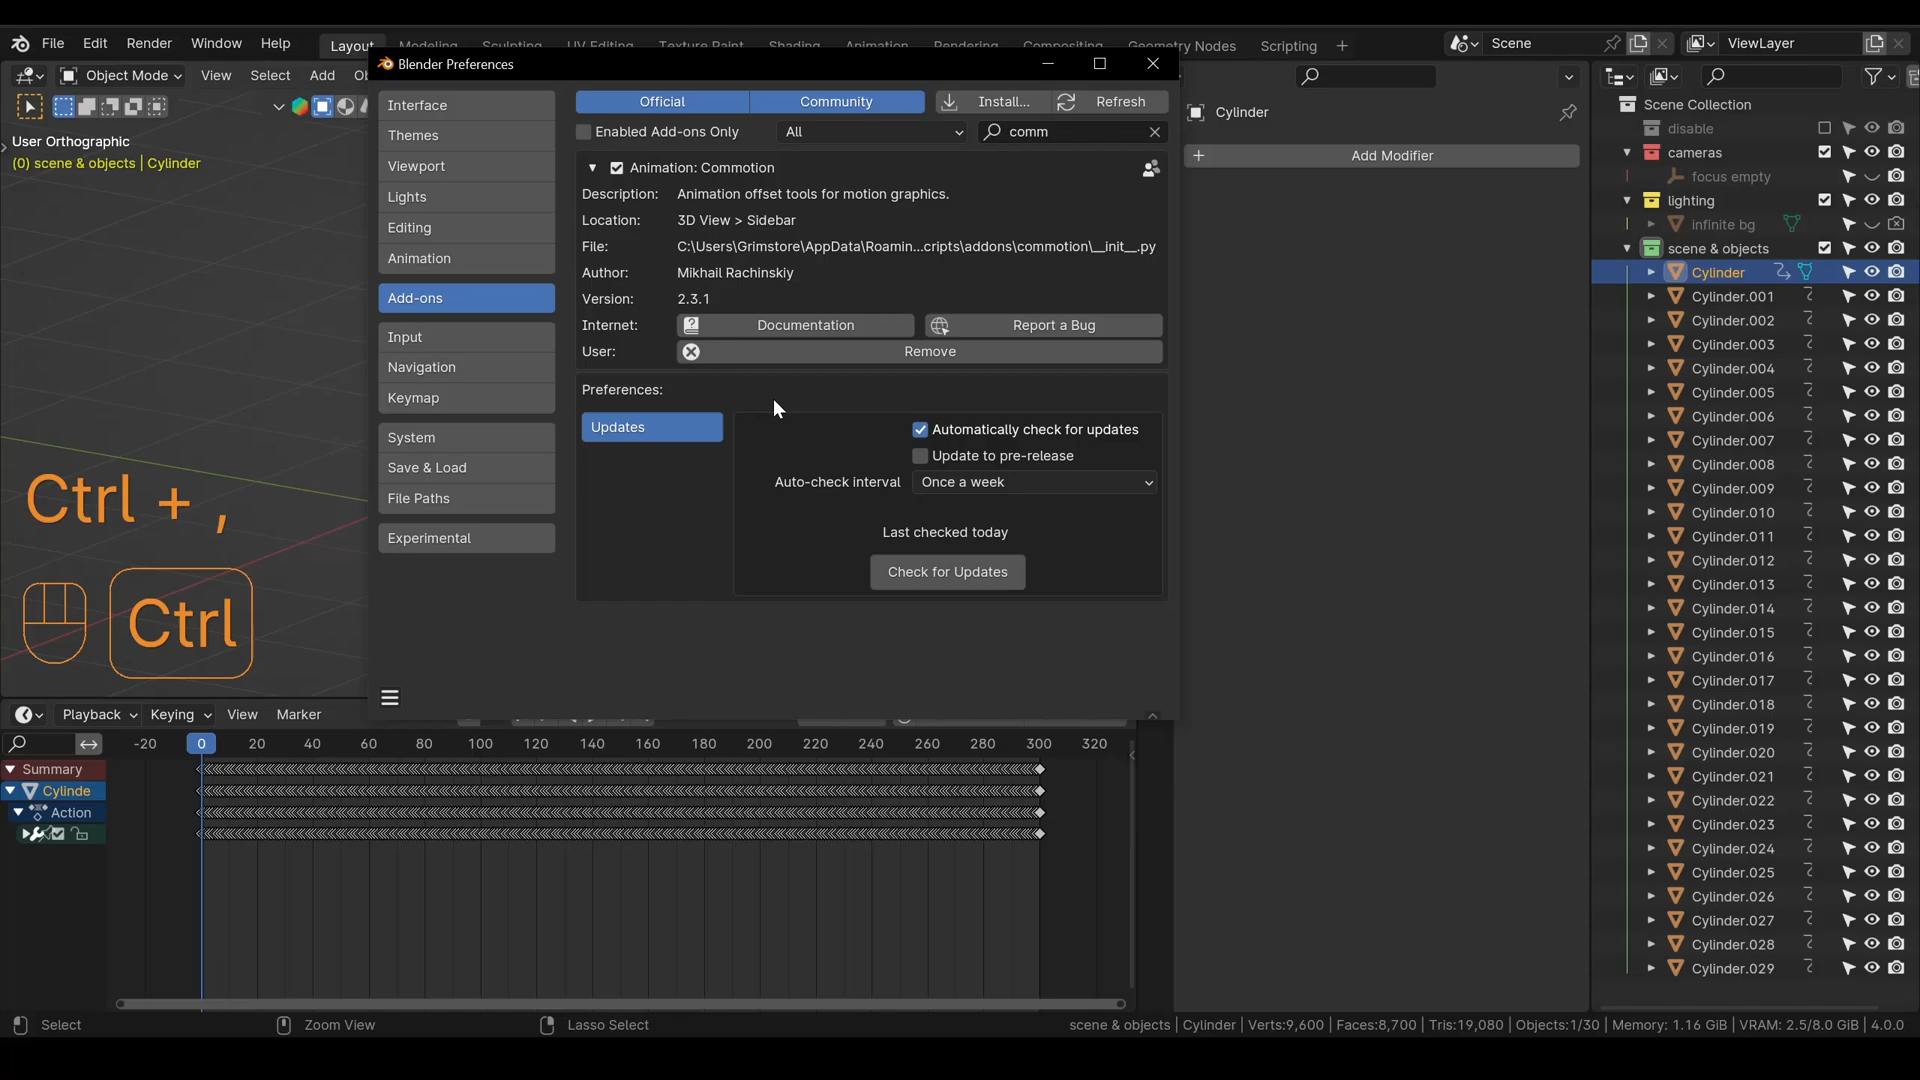 File Edit Render Window Help Layout Modeling Sculpting UV Editing Texture Paint Shading Animation Rendering Compositing Geometry Nodes Scripting + Scene ViewLayer
Blender Preferences
Object Mode View Select Add
User Orthographic
(0) scene & objects | Cylinder
Interface
Themes
Viewport
Lights
Editing
Animation
Add-ons
Input
Navigation
Keymap
System
Save & Load
File Paths
Experimental
Official Community Install... Refresh
Enabled Add-ons Only All comm
Animation: Commotion
Description: Animation offset tools for motion graphics.
Location: 3D View > Sidebar
File: C:\Users\Grimstore\AppData\Roamin...cripts\addons\commotion\__init__.py
Author: Mikhail Rachinskiy
Version: 2.3.1
Internet: Documentation Report a Bug
User: Remove
Preferences:
Updates
Automatically check for updates
Update to pre-release
Auto-check interval Once a week
Last checked today
Check for Updates
Ctrl + ,
Ctrl
Cylinder
+ Add Modifier
Scene Collection
disable
cameras
focus empty
lighting
infinite bg
scene & objects
Cylinder
Cylinder.001
Cylinder.002
Cylinder.003
Cylinder.004
Cylinder.005
Cylinder.006
Cylinder.007
Cylinder.008
Cylinder.009
Cylinder.010
Cylinder.011
Cylinder.012
Cylinder.013
Cylinder.014
Cylinder.015
Cylinder.016
Cylinder.017
Cylinder.018
Cylinder.019
Cylinder.020
Cylinder.021
Cylinder.022
Cylinder.023
Cylinder.024
Cylinder.025
Cylinder.026
Cylinder.027
Cylinder.028
Cylinder.029
Playback Keying View Marker
-20 0 20 40 60 80 100 120 140 160 180 200 220 240 260 280 300 320
Summary
Cylinde
Action
Select Zoom View Lasso Select scene & objects | Cylinder | Verts:9,600 | Faces:8,700 | Tris:19,080 | Objects:1/30 | Memory: 1.16 GiB | VRAM: 2.5/8.0 GiB | 4.0.0